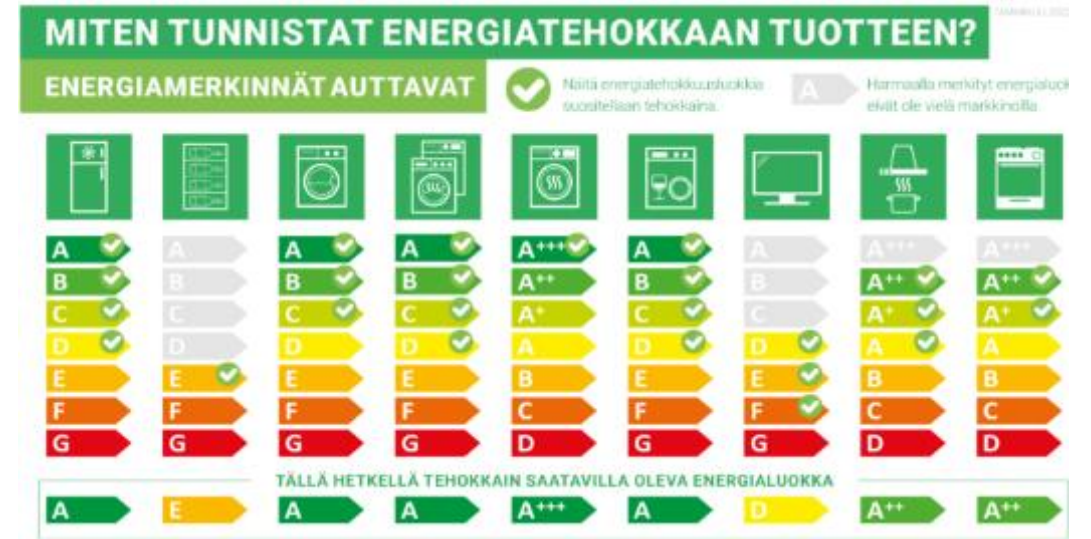 MITEN TUNNISTAT ENERGIATEHOKKAAN TUOTTEEN?
ENERGIAMERKINNÄT AUTTAVAT
Näitä energiatehokkuusluokkia
suositellaan tehokkaina.
A
Harmaalla merkityt energialuok
eivät ole vielä markkinoilla
A A A A A+++ A A A+++ A+++
B B B B A++ B B A++ A++
C C C C A+ C C A+ A+
D D D D A D D A A
E E E E B E E B B
F F F F C F F C C
G G G G D G G D D
TÄLLÄ HETKELLÄ TEHOKKAIN SAATAVILLA OLEVA ENERGIALUOKKA
A E A A A+++ A D A++ A++